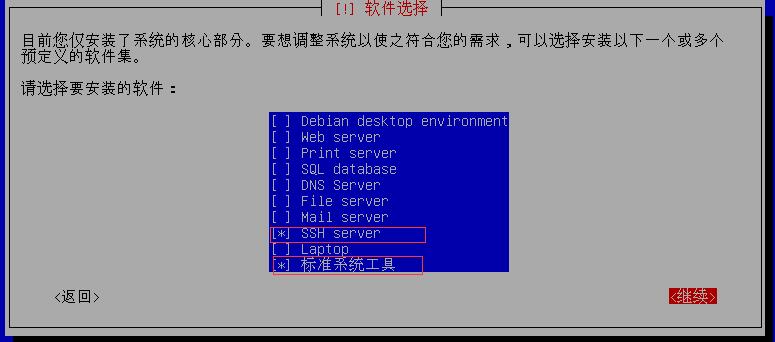 [!] 软件选择
目前您仅安装了系统的核心部分。要想调整系统以使之符合您的需求，可以选择安装以下一个或多个
预定义的软件集。
请选择要安装的软件：
[ ] Debian desktop environment
[ ] Web server
[ ] Print server
[ ] SQL database
[ ] DNS Server
[ ] File server
[ ] Mail server
[*] SSH server
[ ] Laptop
[*] 标准系统工具
<返回> <继续>